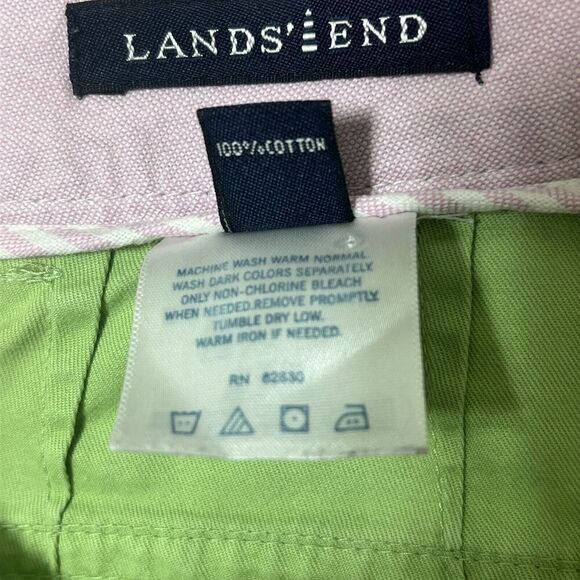 LANDS' END
100% COTTON
MACHINE WASH WARM NORMAL
WASH DARK COLORS SEPARATELY.
ONLY NON-CHLORINE BLEACH
WHEN NEEDED.REMOVE PROMPTLY.
TUMBLE DRY LOW.
WARM IRON IF NEEDED.
RN 62830